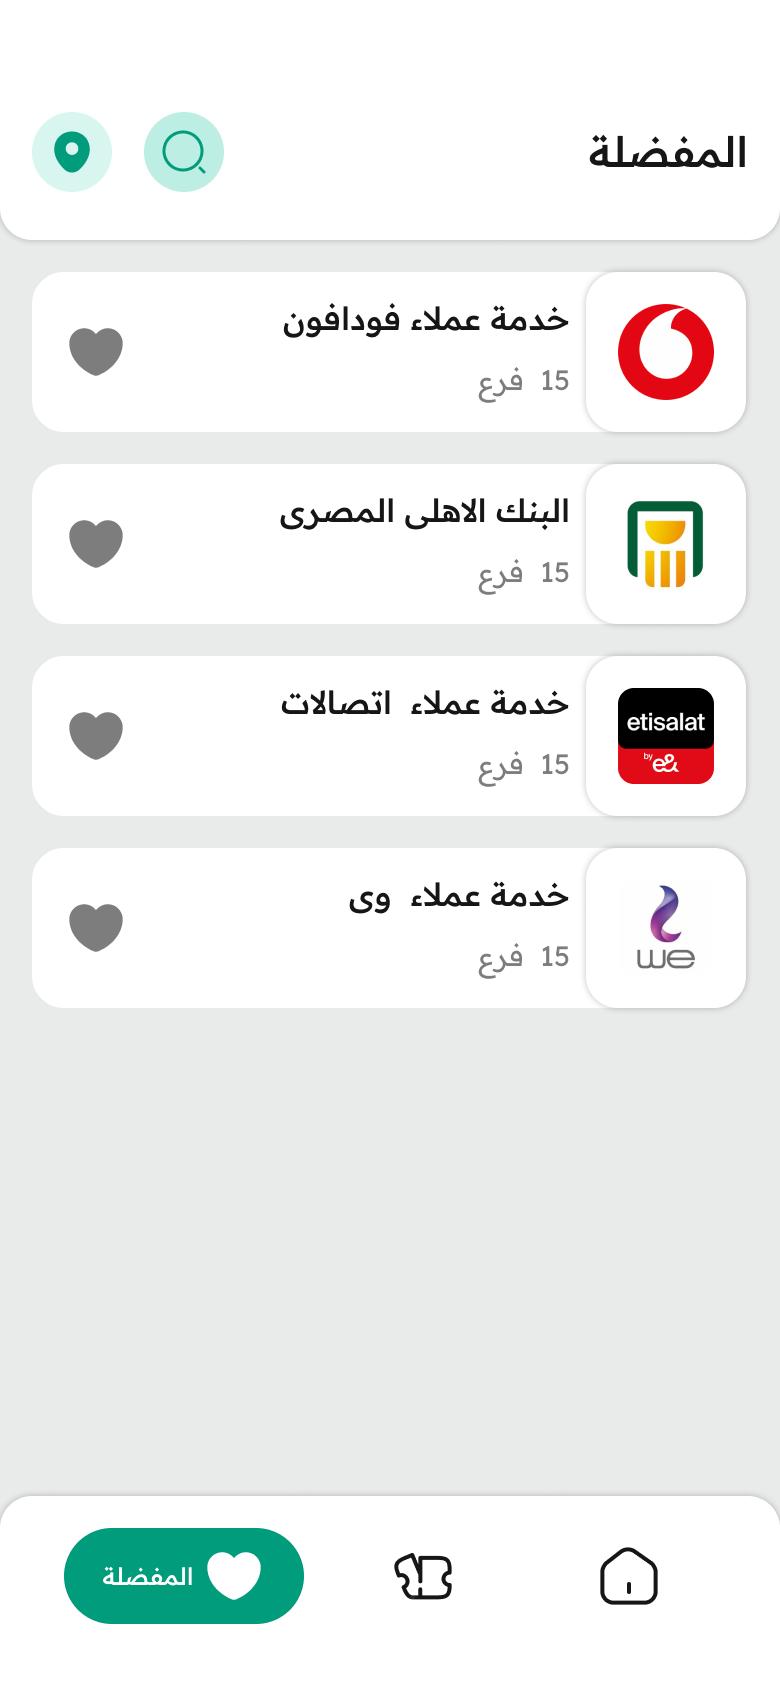 المفضلة
خدمة عملاء فودافون
15 فرع
البنك الاهلى المصرى
15 فرع
etisalat
by e&
خدمة عملاء اتصالات
15 فرع
we
خدمة عملاء وى
15 فرع
المفضلة